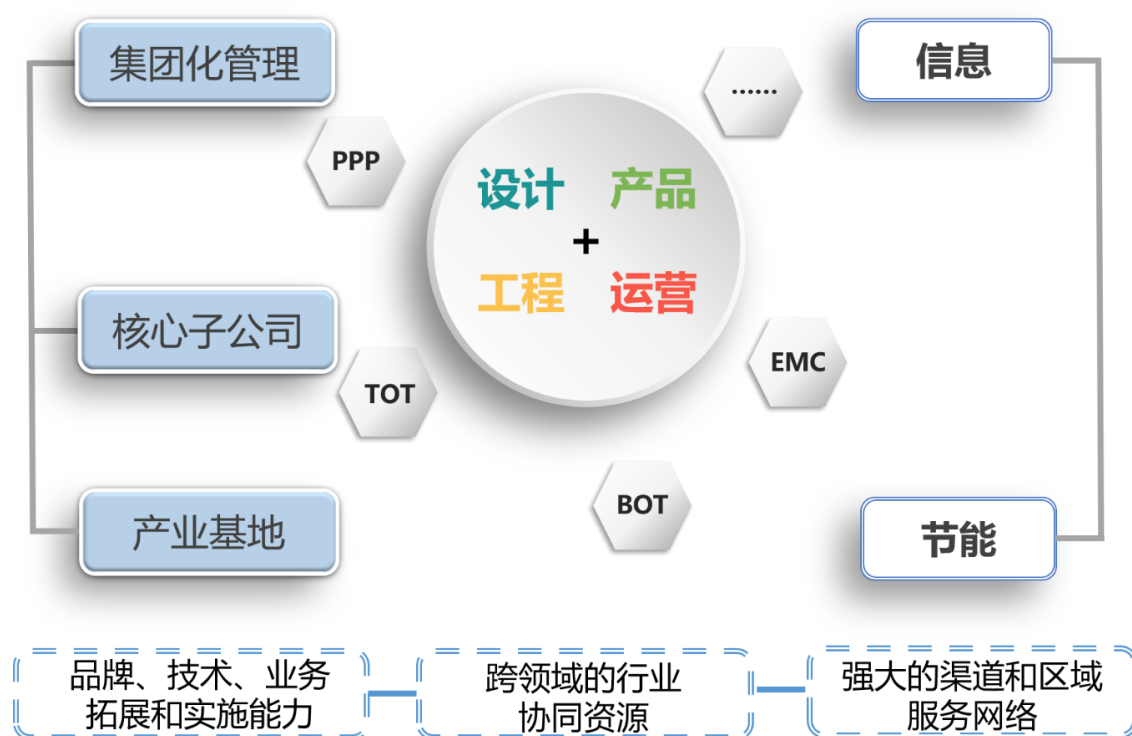 集团化管理
信息
……
PPP
设计 产品
+
工程 运营
核心子公司
EMC
TOT
BOT
产业基地
节能
品牌、技术、业务
拓展和实施能力
跨领域的行业
协同资源
强大的渠道和区域
服务网络